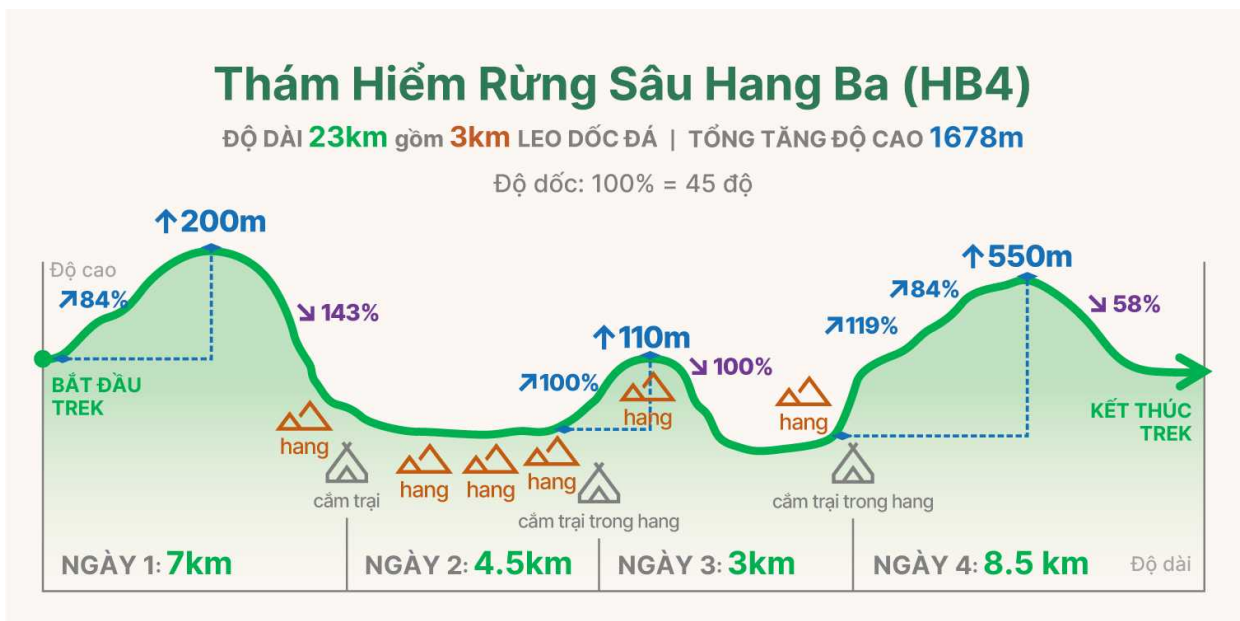 Thám Hiểm Rừng Sâu Hang Ba (HB4)
ĐỘ DÀI 23km gồm 3km LEO DỐC ĐÁ | TỔNG TĂNG ĐỘ CAO 1678m
Độ dốc: 100% = 45 độ
↑200m
↑550m
Độ cao
↗84%
↘143%
↑110m
↗84%
↗119%
↘58%
BẮT ĐẦU
TREK
↗100%
↘100%
KẾT THÚC
TREK
hang
hang
hang
hang
hang
hang
cắm trại
cắm trại trong hang
cắm trại trong hang
NGÀY 1: 7km
NGÀY 2: 4.5km
NGÀY 3: 3km
NGÀY 4: 8.5 km
Độ dài